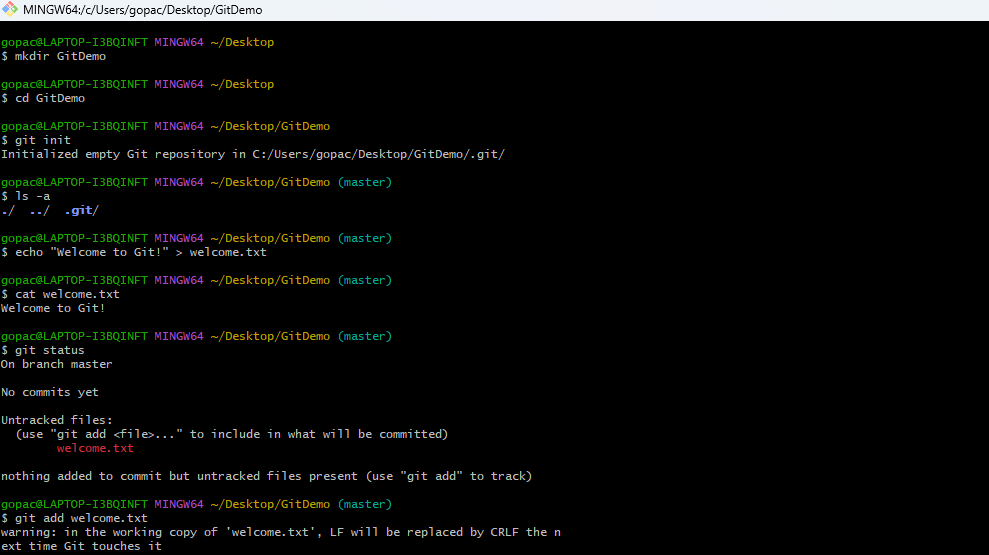 MINGW64:/c/Users/gopac/Desktop/GitDemo
gopac@LAPTOP-I3BQINFT MINGW64 ~/Desktop
$ mkdir GitDemo
gopac@LAPTOP-I3BQINFT MINGW64 ~/Desktop
$ cd GitDemo
gopac@LAPTOP-I3BQINFT MINGW64 ~/Desktop/GitDemo
$ git init
Initialized empty Git repository in C:/Users/gopac/Desktop/GitDemo/.git/
gopac@LAPTOP-I3BQINFT MINGW64 ~/Desktop/GitDemo (master)
$ ls -a
./  ../  .git/
gopac@LAPTOP-I3BQINFT MINGW64 ~/Desktop/GitDemo (master)
$ echo "Welcome to Git!" > welcome.txt
gopac@LAPTOP-I3BQINFT MINGW64 ~/Desktop/GitDemo (master)
$ cat welcome.txt
Welcome to Git!
gopac@LAPTOP-I3BQINFT MINGW64 ~/Desktop/GitDemo (master)
$ git status
On branch master
No commits yet
Untracked files:
  (use "git add <file>..." to include in what will be committed)
        welcome.txt
nothing added to commit but untracked files present (use "git add" to track)
gopac@LAPTOP-I3BQINFT MINGW64 ~/Desktop/GitDemo (master)
$ git add welcome.txt
warning: in the working copy of 'welcome.txt', LF will be replaced by CRLF the n
ext time Git touches it